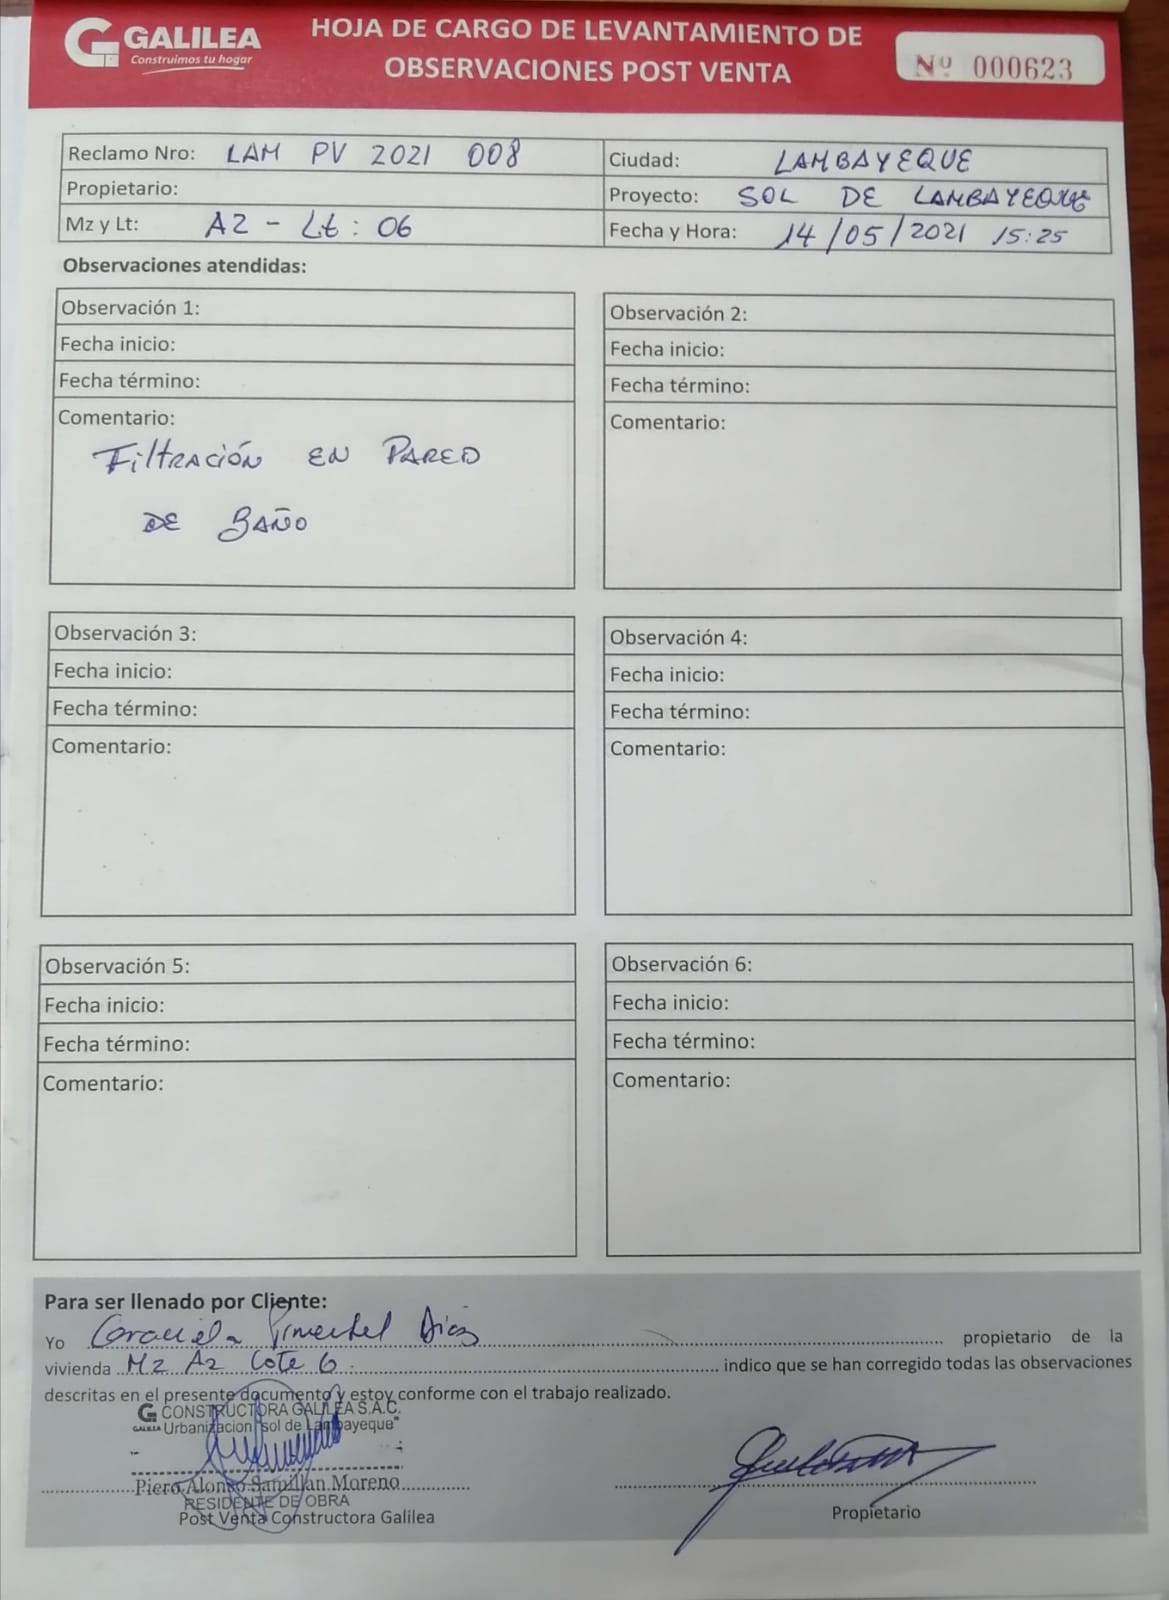 GALILEA
Construimos tu hogar
HOJA DE CARGO DE LEVANTAMIENTO DE
OBSERVACIONES POST VENTA
Nº 000623
Reclamo Nro: LAM PV 2021 008
Ciudad: LAMBAYEQUE
Propietario:
Proyecto: SOL DE LAMBAYEQUE
Mz y Lt: A2 - Lt: 06
Fecha y Hora: 14/05/2021 15:25
Observaciones atendidas:
Observación 1:
Fecha inicio:
Fecha término:
Comentario:
Filtración en Pared
de Baño
Observación 2:
Fecha inicio:
Fecha término:
Comentario:
Observación 3:
Fecha inicio:
Fecha término:
Comentario:
Observación 4:
Fecha inicio:
Fecha término:
Comentario:
Observación 5:
Fecha inicio:
Fecha término:
Comentario:
Observación 6:
Fecha inicio:
Fecha término:
Comentario:
Para ser llenado por Cliente:
Yo Graciela Pimentel Díaz propietario de la
vivienda Mz A2 Lote 6 indico que se han corregido todas las observaciones
descritas en el presente documento y estoy conforme con el trabajo realizado.
CONSTRUCTORA GALILEA S.A.C.
GALILEA Urbanizacion "sol de Lambayeque"
Piero Alonso Samillan Moreno
RESIDENTE DE OBRA
Post Venta Constructora Galilea
Propietario